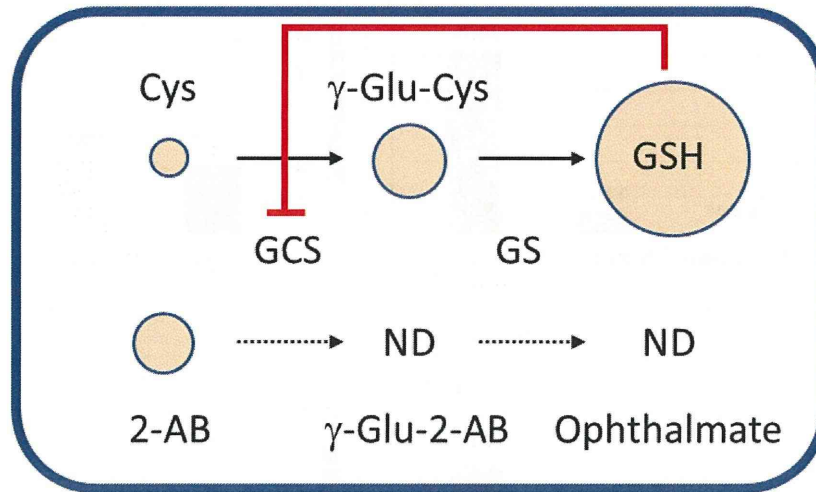 Cys
γ-Glu-Cys
GSH
GCS
GS
ND
ND
2-AB
γ-Glu-2-AB
Ophthalmate